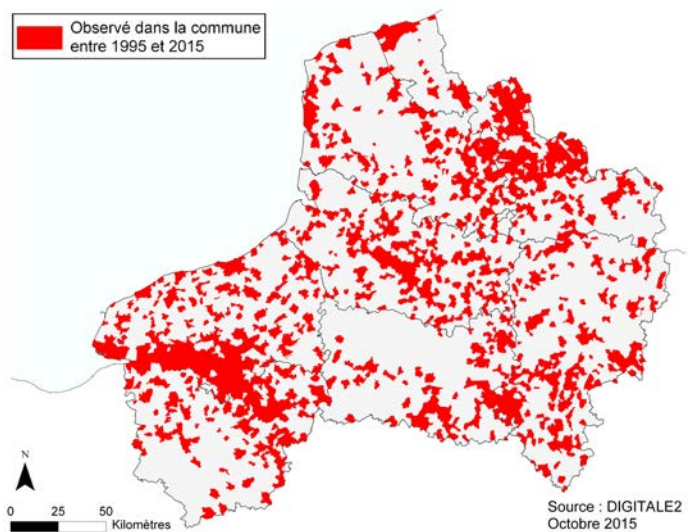 Observé dans la commune
entre 1995 et 2015
N
0 25 50
Kilomètres
Source : DIGITALE2
Octobre 2015